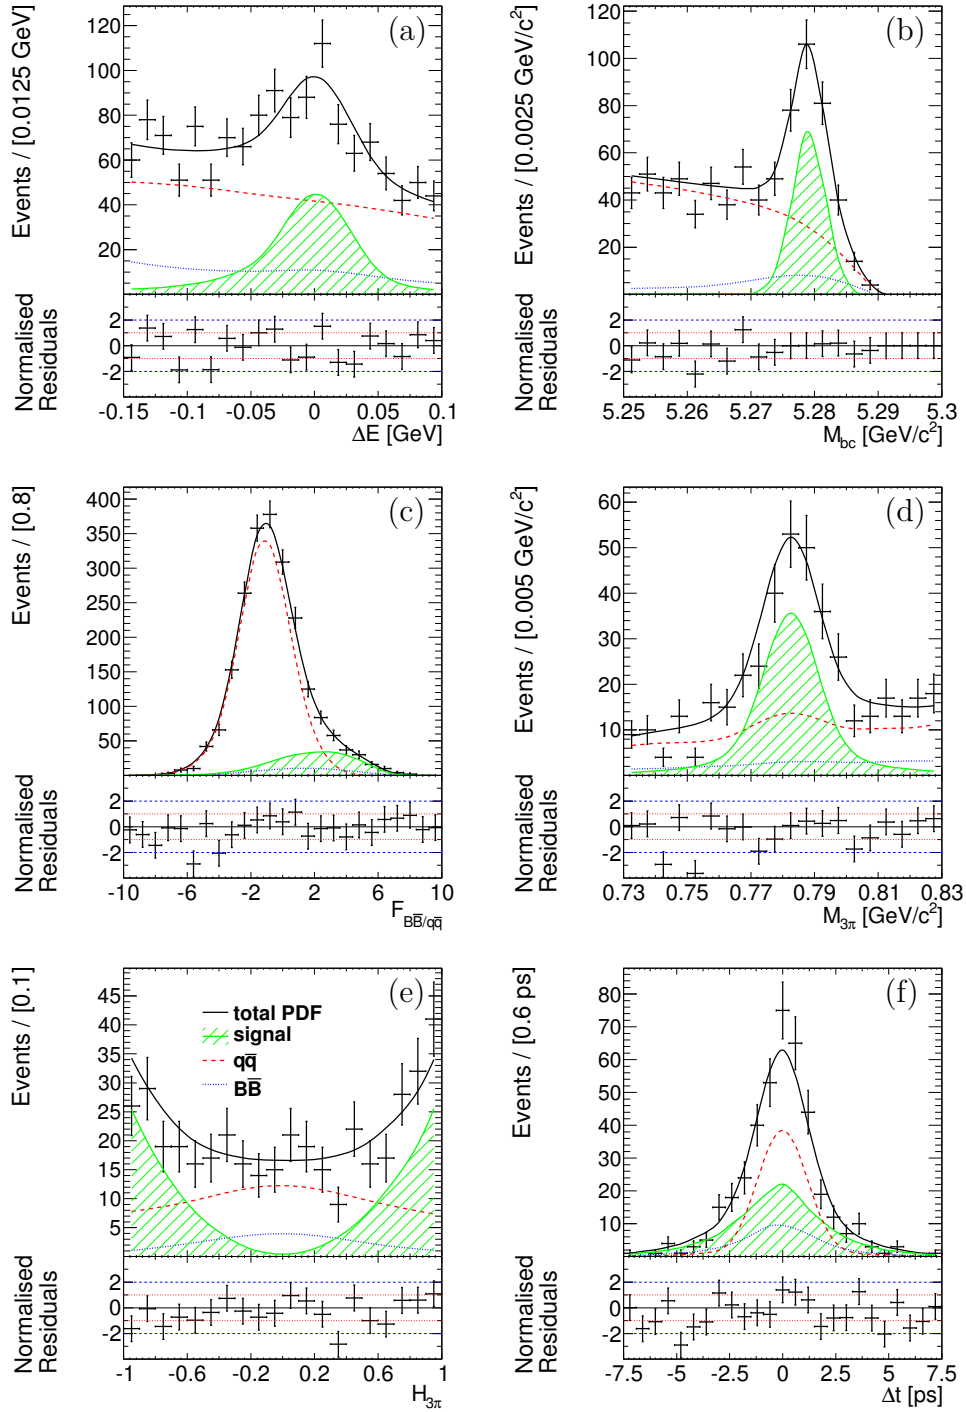 (a)
Events / [0.0125 GeV]
120
100
80
60
40
20
Normalised
Residuals
2
0
-2
-0.15 -0.1 -0.05 0 0.05 0.1
ΔE [GeV]
(b)
Events / [0.0025 GeV/c²]
120
100
80
60
40
20
Normalised
Residuals
2
0
-2
5.25 5.26 5.27 5.28 5.29 5.3
M_bc [GeV/c²]
(c)
Events / [0.8]
400
350
300
250
200
150
100
50
Normalised
Residuals
2
0
-2
-10 -6 -2 2 6 10
F_BB̅/qq̅
(d)
Events / [0.005 GeV/c²]
60
50
40
30
20
10
Normalised
Residuals
2
0
-2
0.73 0.75 0.77 0.79 0.81 0.83
M_3π [GeV/c²]
(e)
Events / [0.1]
45
40
35
30
25
20
15
10
5
total PDF
signal
qq̅
BB̅
Normalised
Residuals
2
0
-2
-1 -0.6 -0.2 0.2 0.6 1
H_3π
(f)
Events / [0.6 ps]
80
70
60
50
40
30
20
10
Normalised
Residuals
2
0
-2
-7.5 -5 -2.5 0 2.5 5 7.5
Δt [ps]